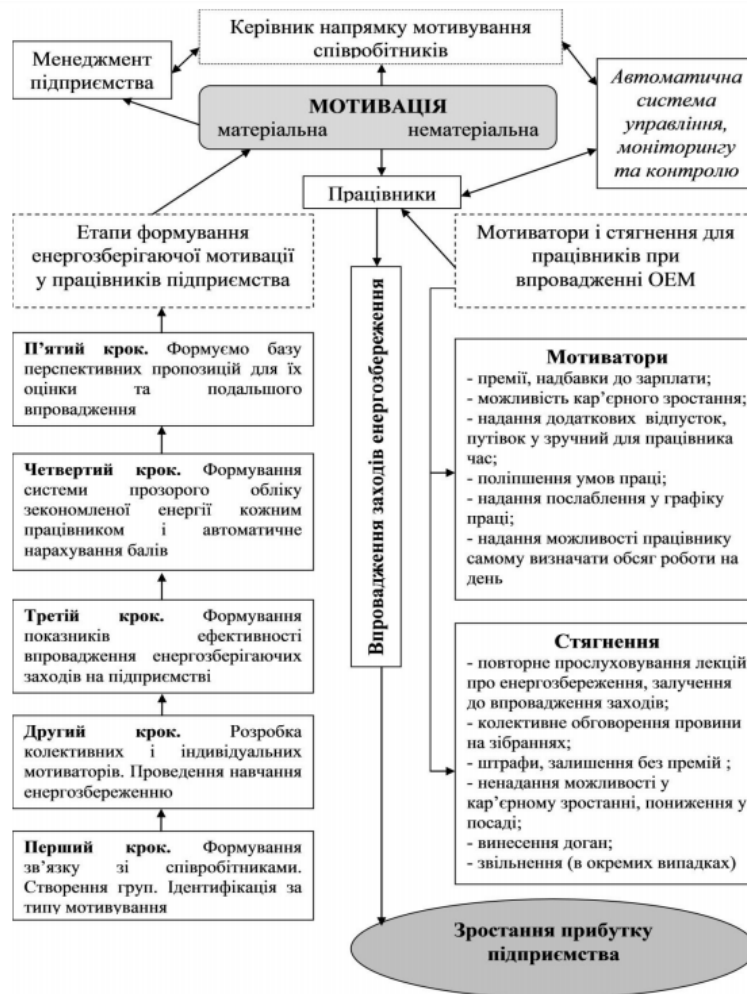 Керівник напрямку мотивування
співробітників
Менеджмент
підприємства
Автоматична
система
управління,
моніторингу
та контролю
МОТИВАЦІЯ
матеріальна нематеріальна
Працівники
Етапи формування
енергозберігаючої мотивації
у працівників підприємства
Мотиватори і стягнення для
працівників при
впровадженні ОЕМ
П’ятий крок. Формуємо базу
перспективних пропозицій для їх
оцінки та подальшого
впровадження
Четвертий крок. Формування
системи прозорого обліку
зекономленої енергії кожним
працівником і автоматичне
нарахування балів
Третій крок. Формування
показників ефективності
впровадження енергозберігаючих
заходів на підприємстві
Другий крок. Розробка
колективних і індивідуальних
мотиваторів. Проведення навчання
енергозбереженню
Перший крок. Формування
зв’язку зі співробітниками.
Створення груп. Ідентифікація за
типу мотивування
Впровадження заходів енергозбереження
Мотиватори
- премії, надбавки до зарплати;
- можливість кар’єрного зростання;
- надання додаткових відпусток,
путівок у зручний для працівника
час;
- поліпшення умов праці;
- надання послаблення у графіку
праці;
- надання можливості працівнику
самому визначати обсяг роботи на
день
Стягнення
- повторне прослуховування лекцій
про енергозбереження, залучення
до впровадження заходів;
- колективне обговорення провини
на зібраннях;
- штрафи, залишення без премій ;
- ненадання можливості у
кар’єрному зростанні, пониження у
посаді;
- винесення доган;
- звільнення (в окремих випадках)
Зростання прибутку
підприємства